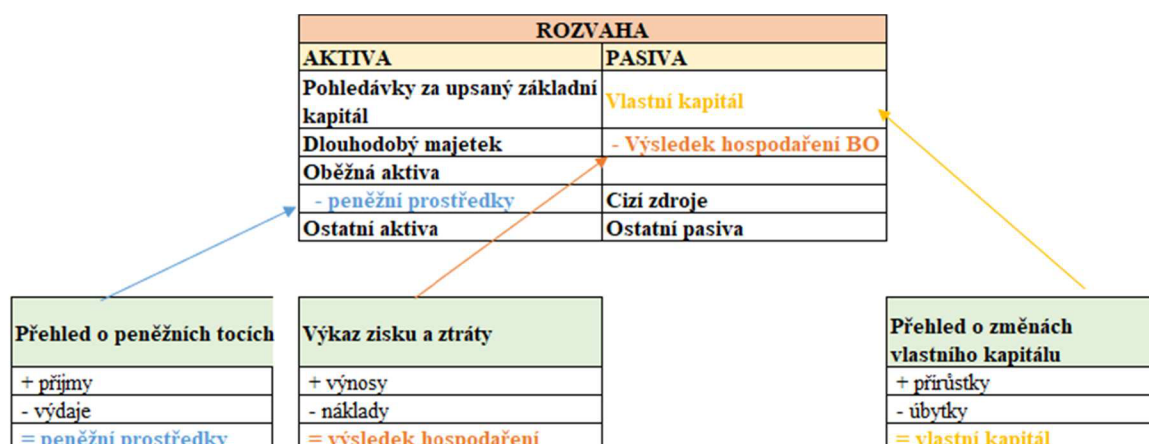 ROZVAHA
AKTIVA PASIVA
Pohledávky za upsaný základní
kapitál
Vlastní kapitál
Dlouhodobý majetek - Výsledek hospodaření BO
Oběžná aktiva
- peněžní prostředky Cizí zdroje
Ostatní aktiva Ostatní pasiva
Přehled o peněžních tocích
+ příjmy
- výdaje
= peněžní prostředky
Výkaz zisku a ztráty
+ výnosy
- náklady
= výsledek hospodaření
Přehled o změnách
vlastního kapitálu
+ přírůstky
- úbytky
= vlastní kapitál